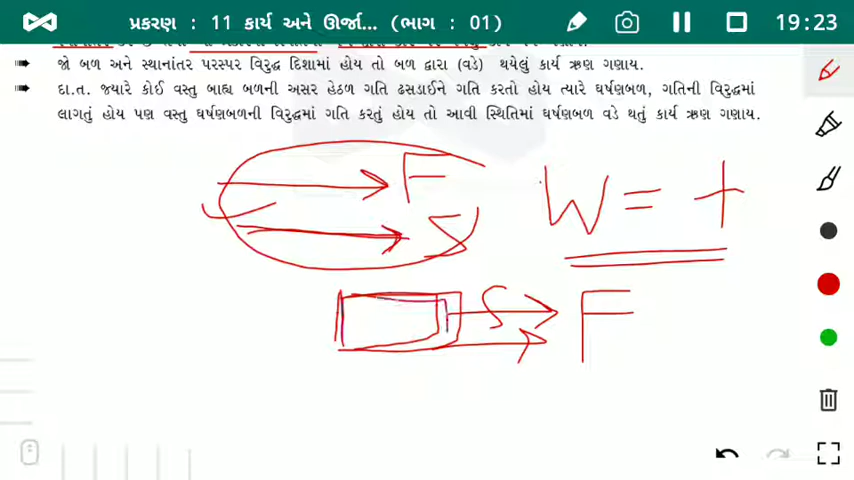 પ્રકરણ : 11 કાર્ય અને ઊર્જા... (ભાગ : 01)
19:23
જો બળ અને સ્થાનાંતર પરસ્પર વિરુદ્ધ દિશામાં હોય તો બળ દ્વારા (વડે) થયેલું કાર્ય ઋણ ગણાય.
દા.ત. જ્યારે કોઈ વસ્તુ બાહ્ય બળની અસર હેઠળ ગતિ ઢસડાઈને ગતિ કરતો હોય ત્યારે ઘર્ષણબળ, ગતિની વિરુદ્ધમાં
લાગતું હોય પણ વસ્તુ ઘર્ષણબળની વિરુદ્ધમાં ગતિ કરતું હોય તો આવી સ્થિતિમાં ઘર્ષણબળ વડે થતું કાર્ય ઋણ ગણાય.
F
W = +
S
S
F